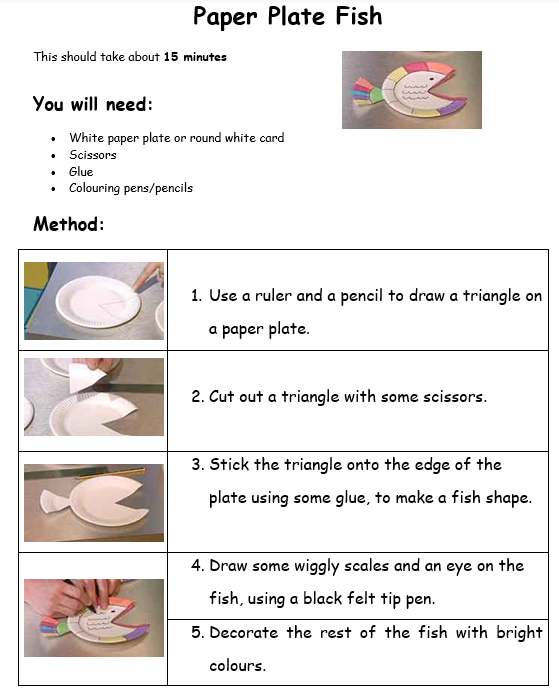 Paper Plate Fish
This should take about 15 minutes
You will need:
• White paper plate or round white card
• Scissors
• Glue
• Colouring pens/pencils
Method:
1. Use a ruler and a pencil to draw a triangle on
a paper plate.
2. Cut out a triangle with some scissors.
3. Stick the triangle onto the edge of the
plate using some glue, to make a fish shape.
4. Draw some wiggly scales and an eye on the
fish, using a black felt tip pen.
5. Decorate the rest of the fish with bright
colours.